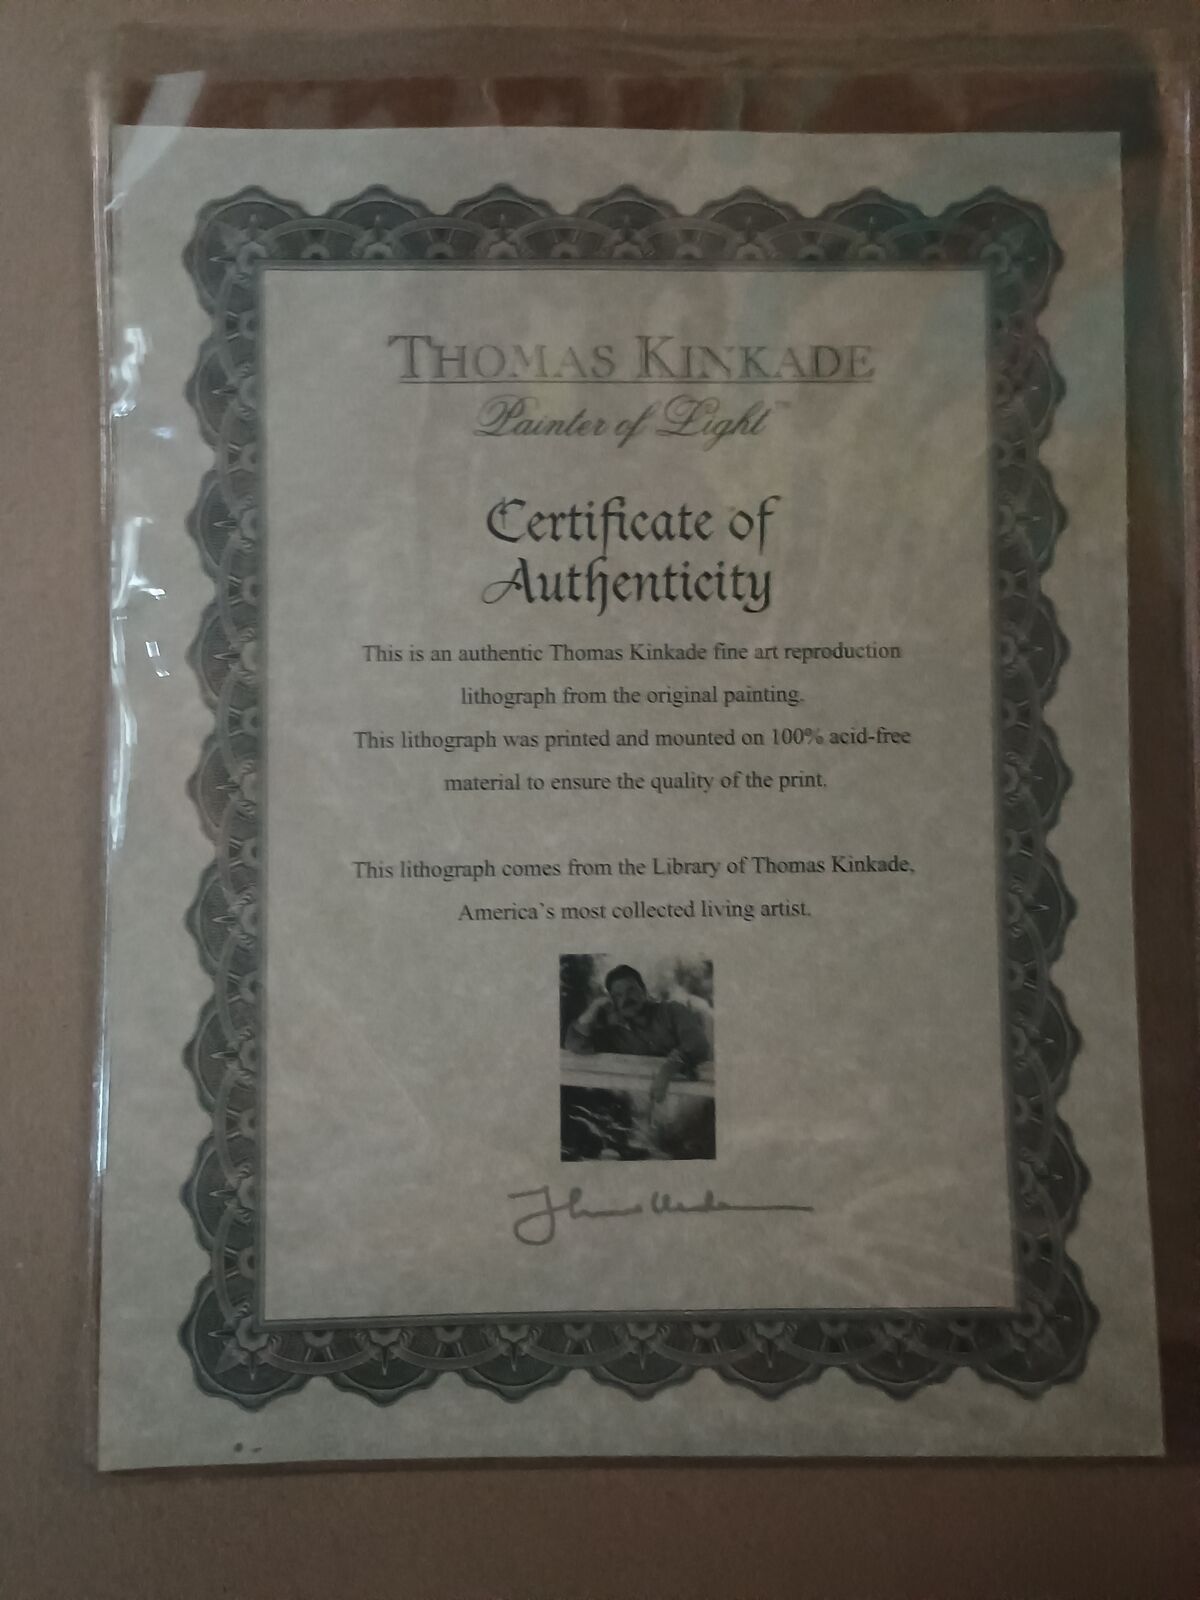 THOMAS KINKADE
Painter of Light™
Certificate of
Authenticity
This is an authentic Thomas Kinkade fine art reproduction
lithograph from the original painting.
This lithograph was printed and mounted on 100% acid-free
material to ensure the quality of the print.
This lithograph comes from the Library of Thomas Kinkade,
America's most collected living artist.